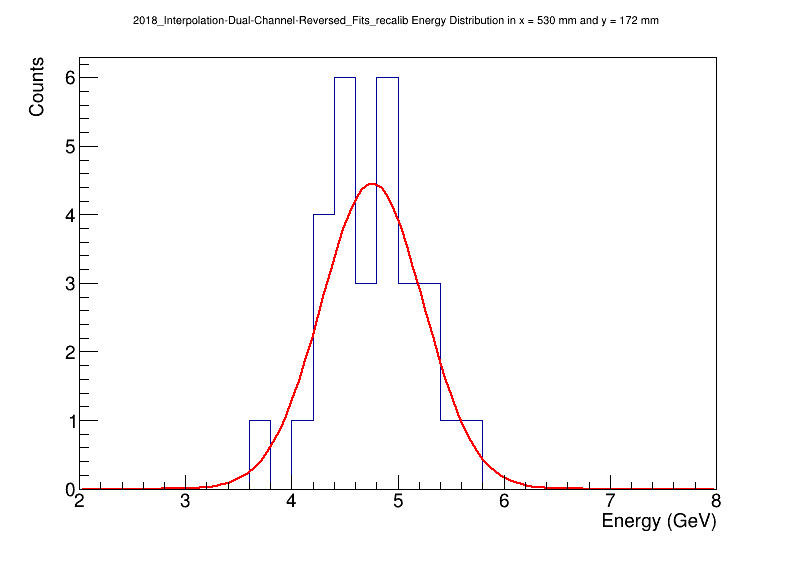 2018_Interpolation-Dual-Channel-Reversed_Fits_recalib Energy Distribution in x = 530 mm and y = 172 mm
Counts
6
5
4
3
2
1
0
2 3 4 5 6 7 8
Energy (GeV)